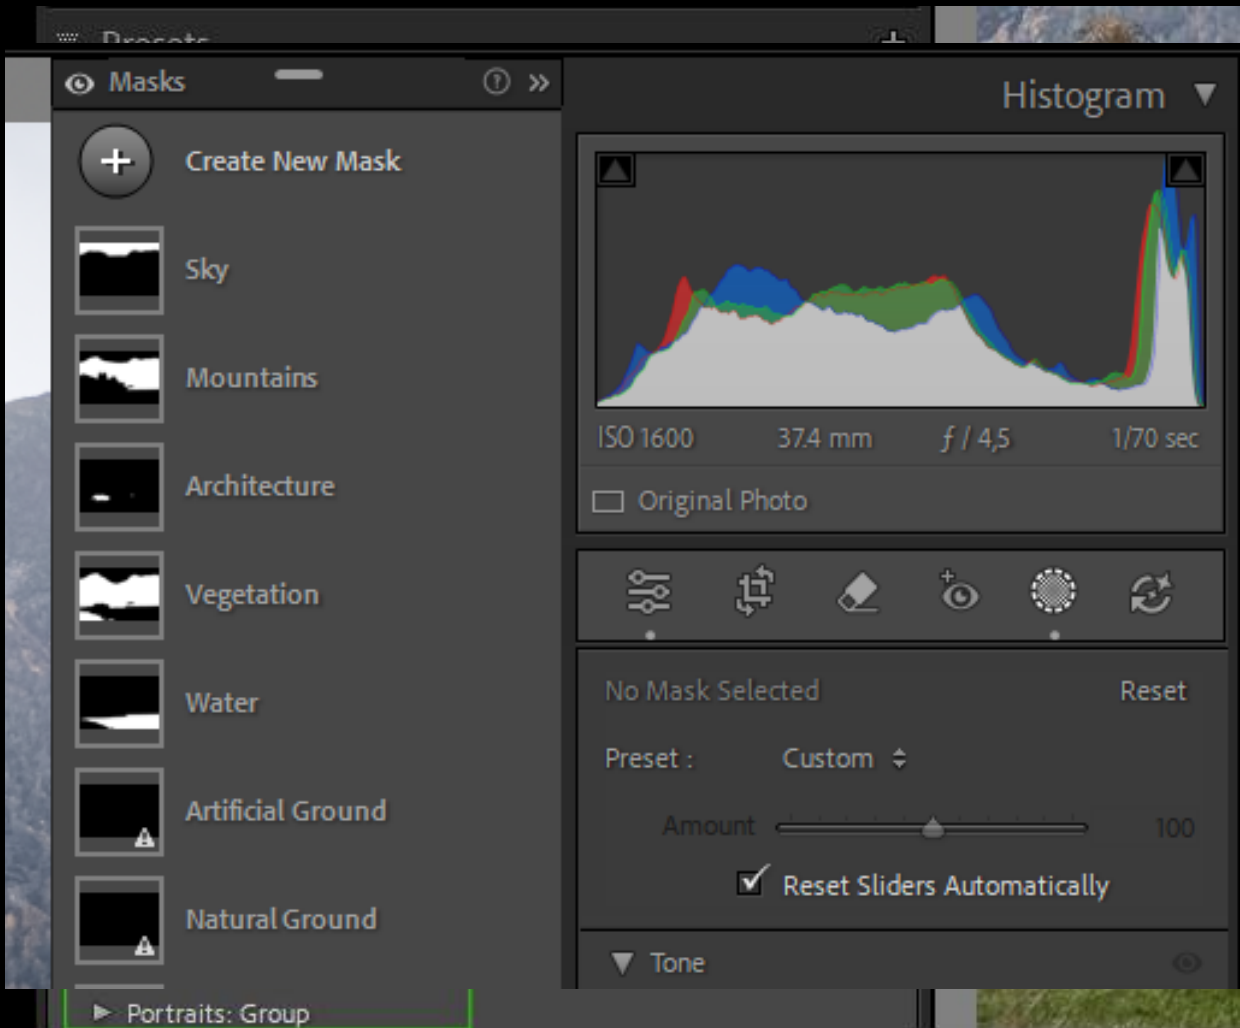 Presets
Masks
Histogram
Create New Mask
Sky
Mountains
Architecture
Vegetation
Water
Artificial Ground
Natural Ground
ISO 1600 37.4 mm ƒ / 4,5 1/70 sec
Original Photo
No Mask Selected Reset
Preset : Custom
Amount 100
Reset Sliders Automatically
Tone
Portraits: Group